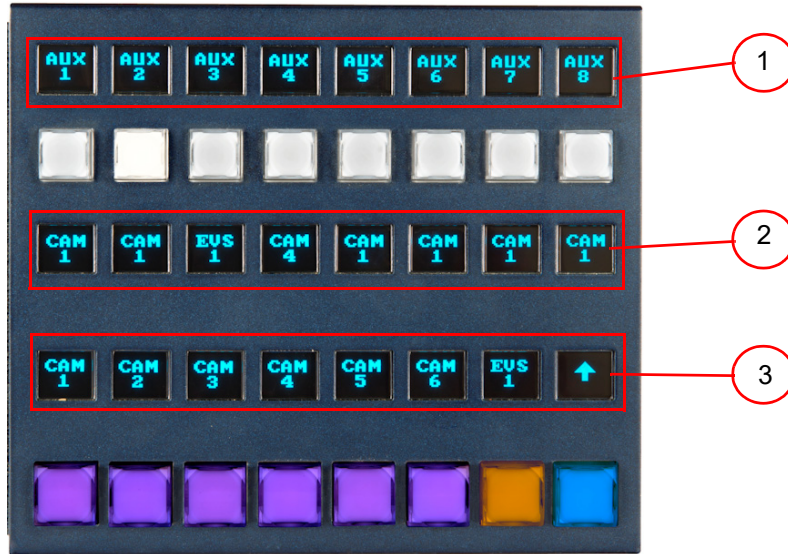 AUX 1 AUX 2 AUX 3 AUX 4 AUX 5 AUX 6 AUX 7 AUX 8
1
CAM 1 CAM 1 EVS 1 CAM 4 CAM 1 CAM 1 CAM 1 CAM 1
2
CAM 1 CAM 2 CAM 3 CAM 4 CAM 5 CAM 6 EVS 1
3